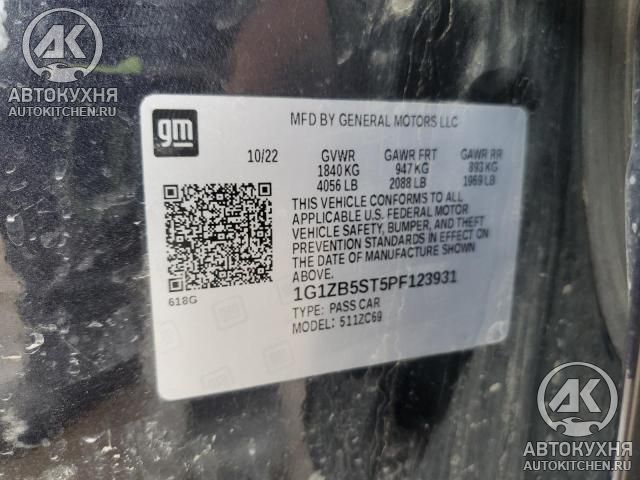 АВТОКУХНЯ
AUTOKITCHEN.RU
gm
MFD BY GENERAL MOTORS LLC
10/22 GVWR GAWR FRT GAWR RR
1840 KG 947 KG 893 KG
4056 LB 2088 LB 1969 LB
THIS VEHICLE CONFORMS TO ALL
APPLICABLE U.S. FEDERAL MOTOR
VEHICLE SAFETY, BUMPER, AND THEFT
PREVENTION STANDARDS IN EFFECT ON
THE DATE OF MANUFACTURE SHOWN
ABOVE.
618G
1G1ZB5ST5PF123931
TYPE: PASS CAR
MODEL: 511ZC69
АК
АВТОКУХНЯ
AUTOKITCHEN.RU